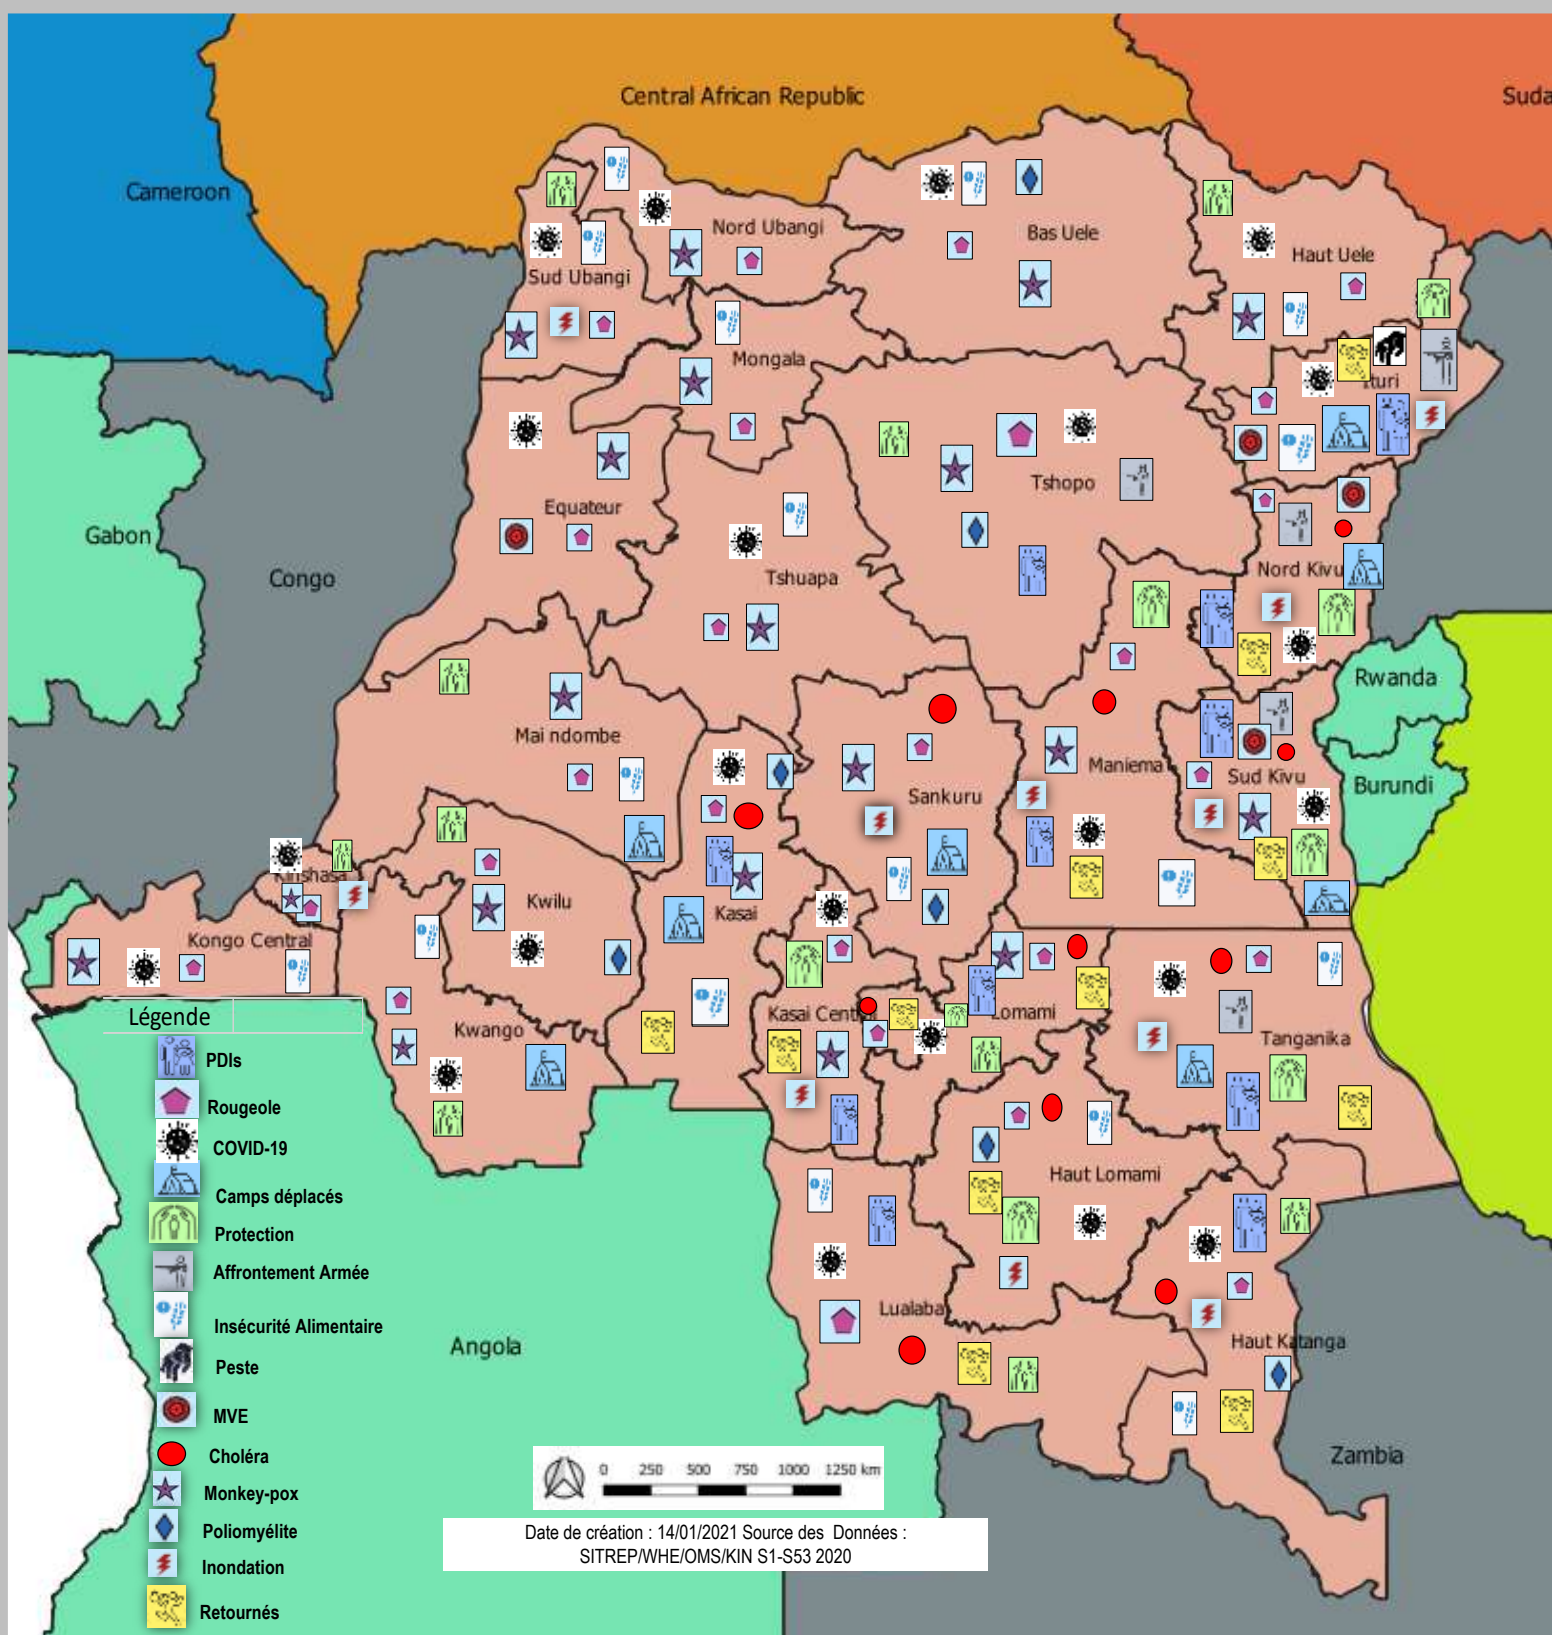 Central African Republic
Suda
Cameroon
Nord Ubangi
Bas Uele
Haut Uele
Sud Ubangi
Mongala
Ituri
Tshopo
Equateur
Gabon
Congo
Nord Kivu
Tshuapa
Rwanda
Mai ndombe
Maniema
Sud Kivu
Burundi
Sankuru
Kinshasa
Kwilu
Kasai
Kongo Central
Kasai Central
Lomami
Kwango
Tanganika
Haut Lomami
Lualaba
Haut Katanga
Angola
Zambia
Légende
PDIs
Rougeole
COVID-19
Camps déplacés
Protection
Affrontement Armée
Insécurité Alimentaire
Peste
MVE
Choléra
Monkey-pox
Poliomyélite
Inondation
Retournés
0 250 500 750 1000 1250 km
Date de création : 14/01/2021 Source des Données :
SITREP/WHE/OMS/KIN S1-S53 2020